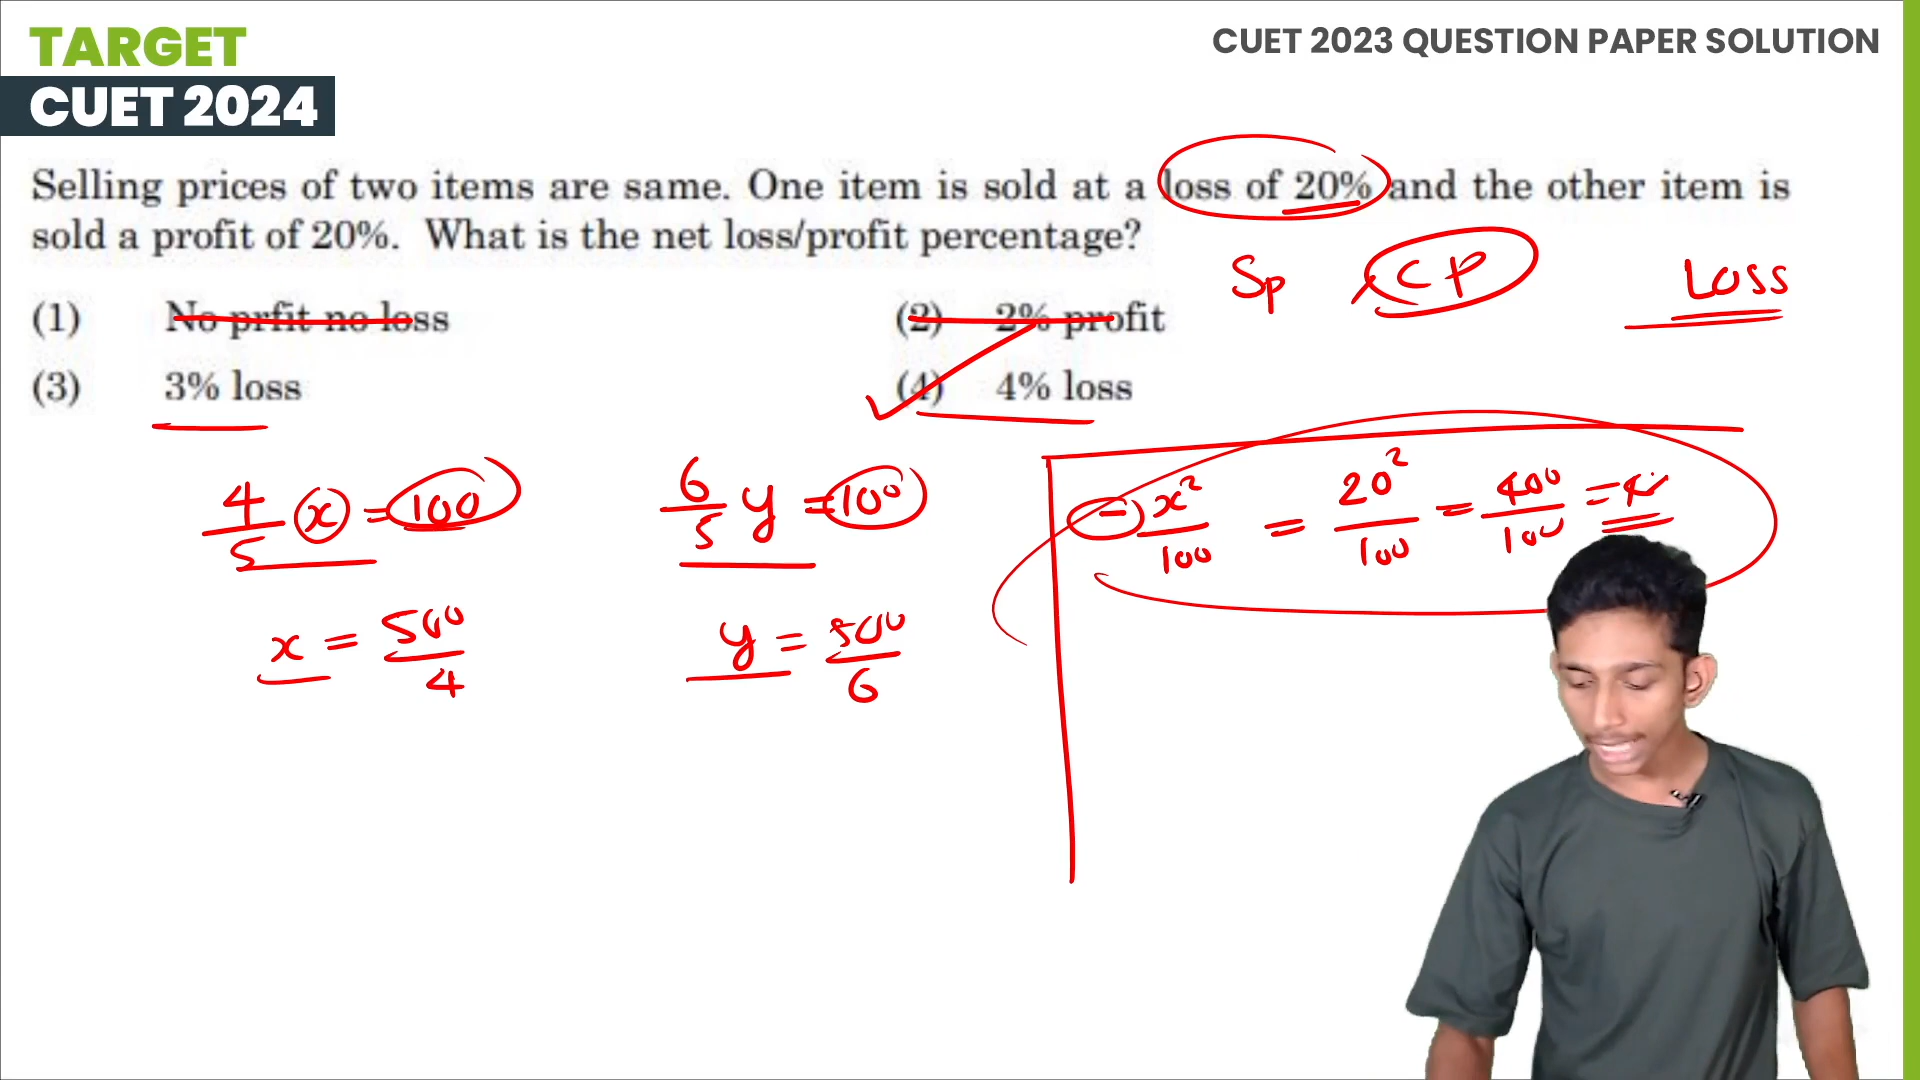 TARGET
CUET 2024
CUET 2023 QUESTION PAPER SOLUTION
Selling prices of two items are same. One item is sold at a loss of 20% and the other item is
sold a profit of 20%. What is the net loss/profit percentage?
Sp CP Loss
(1) No prfit no loss (2) 2% profit
(3) 3% loss (4) 4% loss
4/5 x = 100 6/5 y = 100 - x²/100 = 20²/100 = 400/100 = 4
x = 500/4 y = 500/6